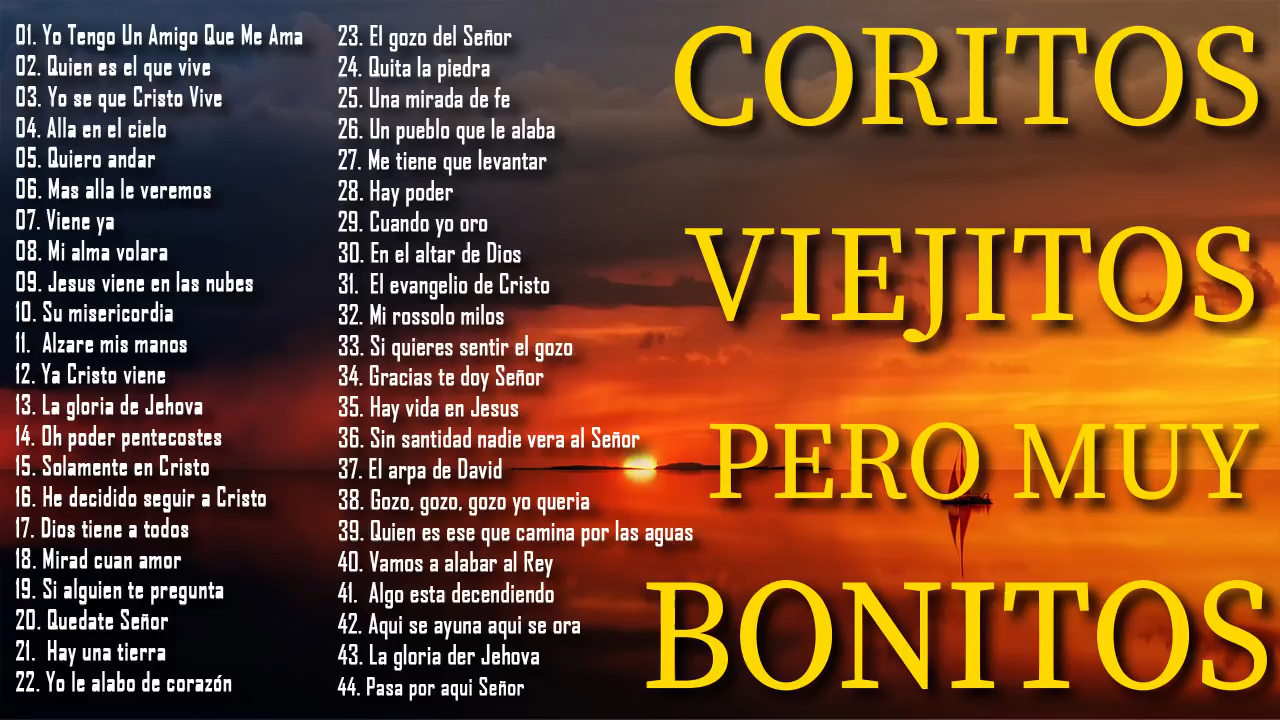 01. Yo Tengo Un Amigo Que Me Ama
02. Quien es el que vive
03. Yo se que Cristo Vive
04. Alla en el cielo
05. Quiero andar
06. Mas alla le veremos
07. Viene ya
08. Mi alma volara
09. Jesus viene en las nubes
10. Su misericordia
11. Alzare mis manos
12. Ya Cristo viene
13. La gloria de Jehova
14. Oh poder pentecostes
15. Solamente en Cristo
16. He decidido seguir a Cristo
17. Dios tiene a todos
18. Mirad cuan amor
19. Si alguien te pregunta
20. Quedate Señor
21. Hay una tierra
22. Yo le alabo de corazón
23. El gozo del Señor
24. Quita la piedra
25. Una mirada de fe
26. Un pueblo que le alaba
27. Me tiene que levantar
28. Hay poder
29. Cuando yo oro
30. En el altar de Dios
31. El evangelio de Cristo
32. Mi rossolo milos
33. Si quieres sentir el gozo
34. Gracias te doy Señor
35. Hay vida en Jesus
36. Sin santidad nadie vera al Señor
37. El arpa de David
38. Gozo, gozo, gozo yo queria
39. Quien es ese que camina por las aguas
40. Vamos a alabar al Rey
41. Algo esta decendiendo
42. Aqui se ayuna aqui se ora
43. La gloria der Jehova
44. Pasa por aqui Señor
CORITOS
VIEJITOS
PERO MUY
BONITOS